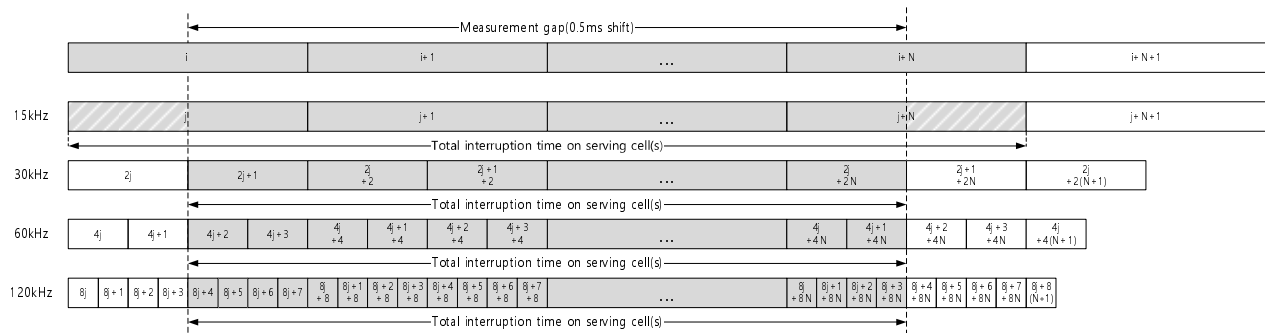 Measurement gap(0.5ms shift)
i
i+1
...
i+N
i+N+1
15kHz
j
j+1
...
j+N
j+N+1
Total interruption time on serving cell(s)
30kHz
2j
2j+1
2j
+2
2j+1
+2
...
2j
+2N
2j+1
+2N
2j
+2(N+1)
Total interruption time on serving cell(s)
60kHz
4j
4j+1
4j+2
4j+3
4j
+4
4j+1
+4
4j+2
+4
4j+3
+4
...
4j
+4N
4j+1
+4N
4j+2
+4N
4j+3
+4N
4j
+4(N+1)
Total interruption time on serving cell(s)
120kHz
8j
8j+1
8j+2
8j+3
8j+4
8j+5
8j+6
8j+7
8j
+8
8j+1
+8
8j+2
+8
8j+3
+8
8j+4
+8
8j+5
+8
8j+6
+8
8j+7
+8
...
8j
+8N
8j+1
+8N
8j+2
+8N
8j+3
+8N
8j+4
+8N
8j+5
+8N
8j+6
+8N
8j+7
+8N
8j+8
(N+1)
Total interruption time on serving cell(s)